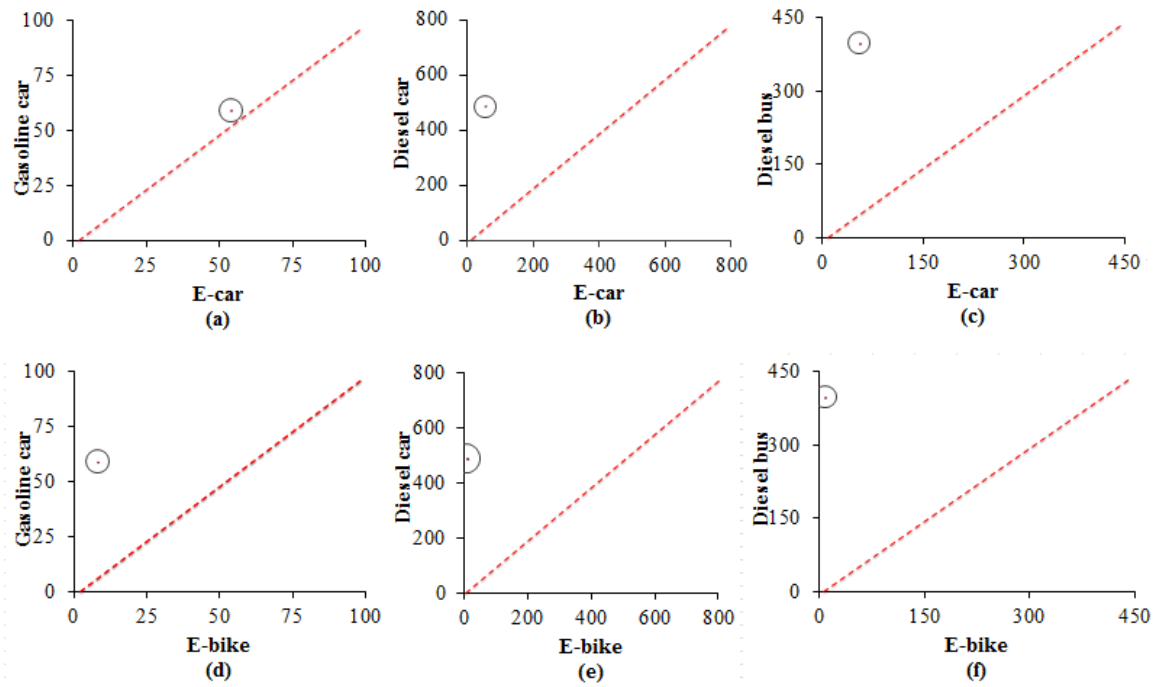 100
75
50
25
0
Gasoline car
0 25 50 75 100
E-car
(a)
800
600
400
200
0
Diesel car
0 200 400 600 800
E-car
(b)
450
300
150
0
Diesel bus
0 150 300 450
E-car
(c)
100
75
50
25
0
Gasoline car
0 25 50 75 100
E-bike
(d)
800
600
400
200
0
Diesel car
0 200 400 600 800
E-bike
(e)
450
300
150
0
Diesel bus
0 150 300 450
E-bike
(f)